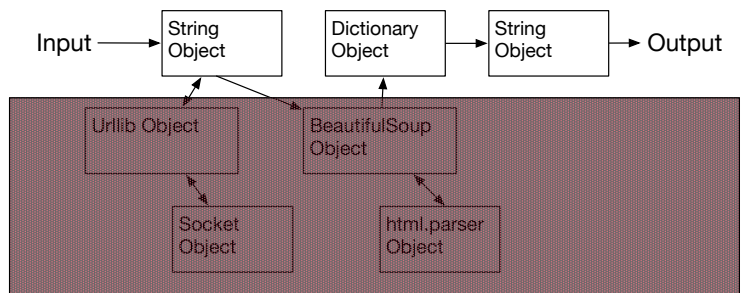 Input
String
Object
Dictionary
Object
String
Object
Output
Urllib Object
BeautifulSoup
Object
Socket
Object
html.parser
Object